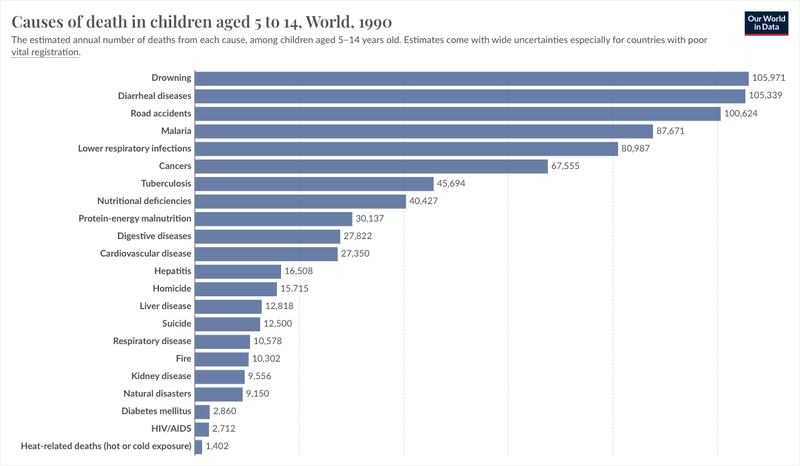 Causes of death in children aged 5 to 14, World, 1990
The estimated annual number of deaths from each cause, among children aged 5–14 years old. Estimates come with wide uncertainties especially for countries with poor
vital registration.
Our World
in Data
Drowning 105,971
Diarrheal diseases 105,339
Road accidents 100,624
Malaria 87,671
Lower respiratory infections 80,987
Cancers 67,555
Tuberculosis 45,694
Nutritional deficiencies 40,427
Protein-energy malnutrition 30,137
Digestive diseases 27,822
Cardiovascular disease 27,350
Hepatitis 16,508
Homicide 15,715
Liver disease 12,818
Suicide 12,500
Respiratory disease 10,578
Fire 10,302
Kidney disease 9,556
Natural disasters 9,150
Diabetes mellitus 2,860
HIV/AIDS 2,712
Heat-related deaths (hot or cold exposure) 1,402